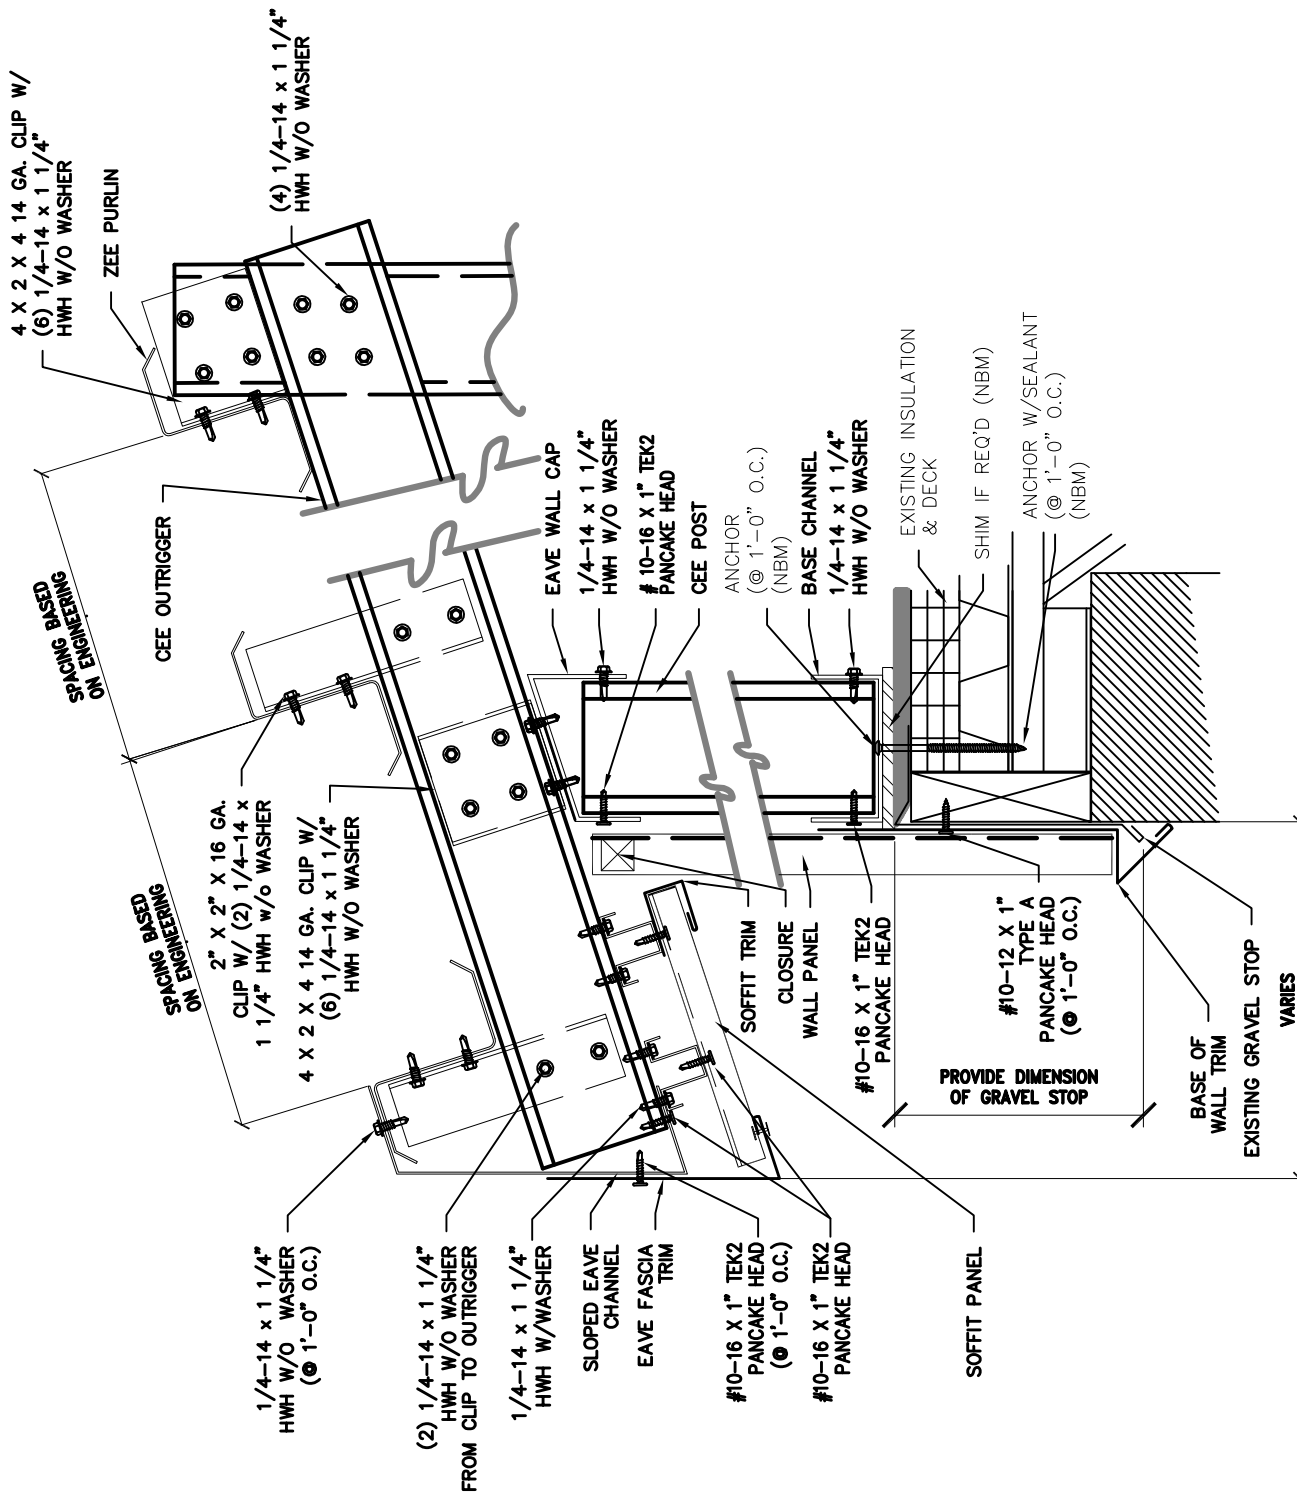 4 X 2 X 4 14 GA. CLIP W/
(6) 1/4-14 x 1 1/4"
HWH W/O WASHER
ZEE PURLIN
(4) 1/4-14 x 1 1/4"
HWH W/O WASHER
SPACING BASED
ON ENGINEERING
CEE OUTRIGGER
SPACING BASED
ON ENGINEERING
2" X 2" X 16 GA.
CLIP W/ (2) 1/4-14 x
1 1/4" HWH w/o WASHER
4 X 2 X 4 14 GA. CLIP W/
(6) 1/4-14 x 1 1/4"
HWH W/O WASHER
EAVE WALL CAP
1/4-14 x 1 1/4"
HWH W/O WASHER
# 10-16 X 1" TEK2
PANCAKE HEAD
CEE POST
ANCHOR
(@ 1'-0" O.C.)
(NBM)
BASE CHANNEL
1/4-14 x 1 1/4"
HWH W/O WASHER
EXISTING INSULATION
& DECK
SHIM IF REQ'D (NBM)
ANCHOR W/SEALANT
(@ 1'-0" O.C.)
(NBM)
SOFFIT TRIM
CLOSURE
WALL PANEL
#10-16 X 1" TEK2
PANCAKE HEAD
#10-12 X 1"
TYPE A
PANCAKE HEAD
(@ 1'-0" O.C.)
PROVIDE DIMENSION
OF GRAVEL STOP
BASE OF
WALL TRIM
EXISTING GRAVEL STOP
VARIES
1/4-14 x 1 1/4"
HWH W/O WASHER
(@ 1'-0" O.C.)
(2) 1/4-14 x 1 1/4"
HWH W/O WASHER
FROM CLIP TO OUTRIGGER
1/4-14 x 1 1/4"
HWH W/WASHER
SLOPED EAVE
CHANNEL
EAVE FASCIA
TRIM
#10-16 X 1" TEK2
PANCAKE HEAD
(@ 1'-0" O.C.)
#10-16 X 1" TEK2
PANCAKE HEAD
SOFFIT PANEL